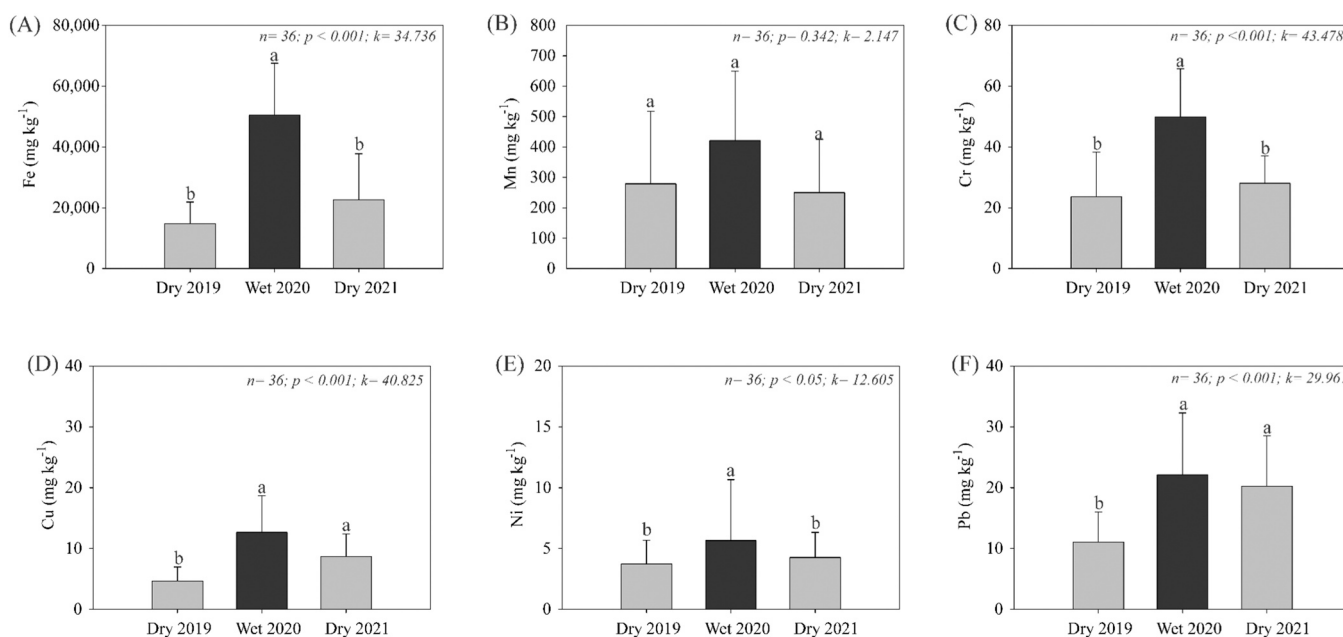 (A)
80,000
60,000
40,000
20,000
0
Fe (mg kg⁻¹)
n= 36; p < 0.001; k= 34.736
b
a
b
Dry 2019 Wet 2020 Dry 2021
(B)
800
700
600
500
400
300
200
100
0
Mn (mg kg⁻¹)
n– 36; p– 0.342; k– 2.147
a
a
a
Dry 2019 Wet 2020 Dry 2021
(C)
80
60
40
20
0
Cr (mg kg⁻¹)
n= 36; p <0.001; k= 43.478
b
a
b
Dry 2019 Wet 2020 Dry 2021
(D)
40
30
20
10
0
Cu (mg kg⁻¹)
n– 36; p < 0.001; k– 40.825
b
a
a
Dry 2019 Wet 2020 Dry 2021
(E)
20
15
10
5
0
Ni (mg kg⁻¹)
n– 36; p < 0.05; k– 12.605
b
a
b
Dry 2019 Wet 2020 Dry 2021
(F)
40
30
20
10
0
Pb (mg kg⁻¹)
n= 36; p < 0.001; k= 29.961
b
a
a
Dry 2019 Wet 2020 Dry 2021